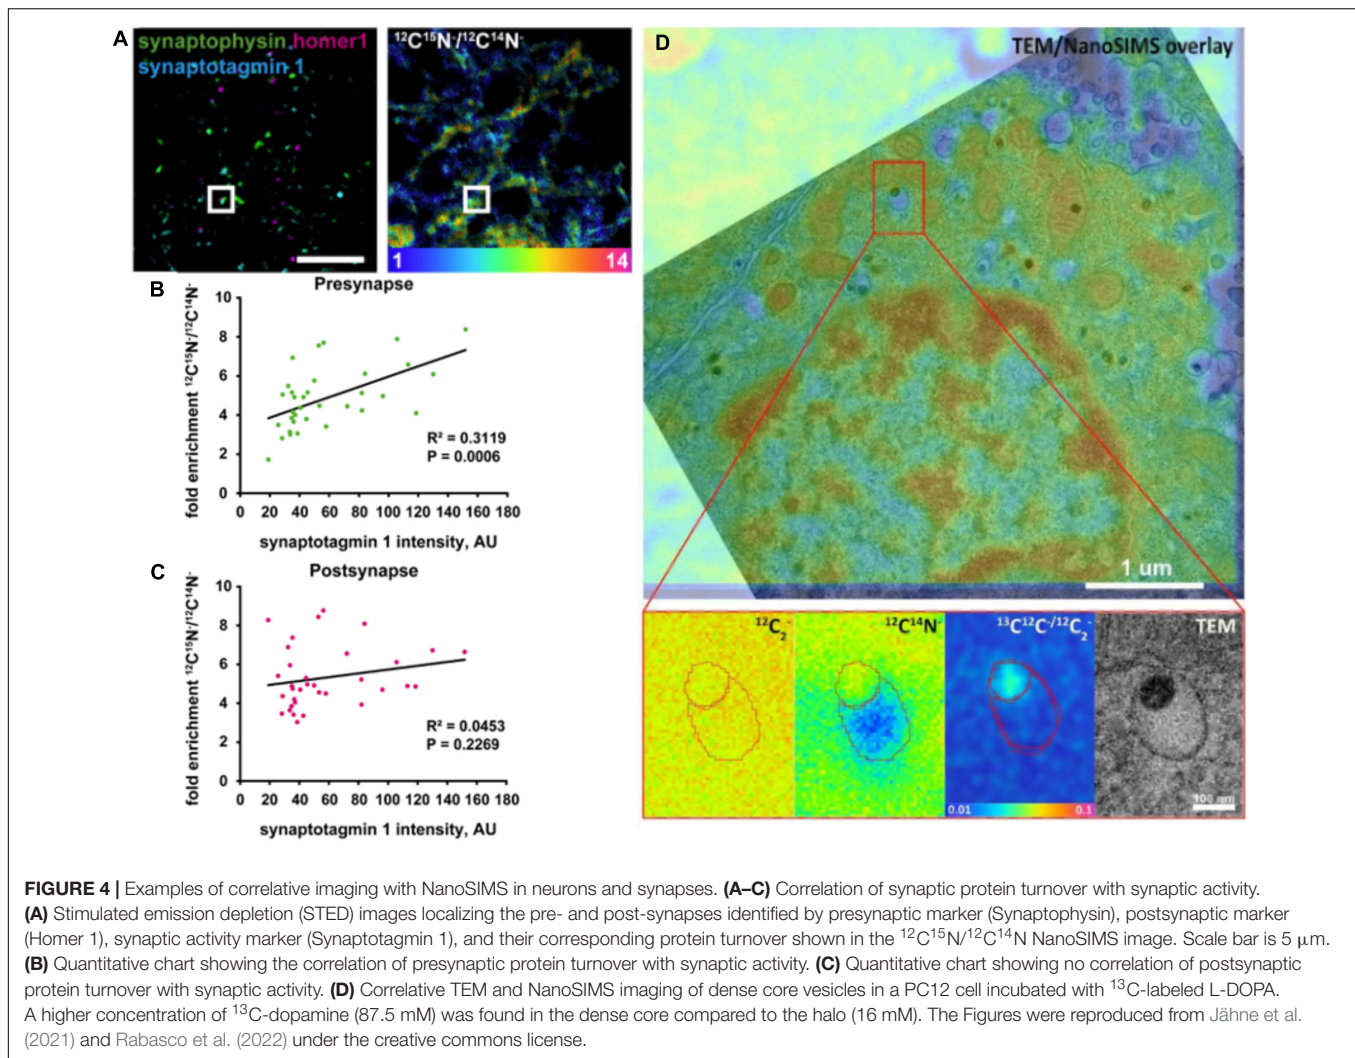 A
synaptophysin homer1
synaptotagmin 1
¹²C¹⁵N⁻/¹²C¹⁴N⁻
1
14
D
TEM/NanoSIMS overlay
1 um
B
Presynapse
fold enrichment ¹²C¹⁵N⁻/¹²C¹⁴N⁻
10
8
6
4
2
0
R² = 0.3119
P = 0.0006
0 20 40 60 80 100 120 140 160 180
synaptotagmin 1 intensity, AU
C
Postsynapse
fold enrichment ¹²C¹⁵N⁻/¹²C¹⁴N⁻
10
8
6
4
2
0
R² = 0.0453
P = 0.2269
0 20 40 60 80 100 120 140 160 180
synaptotagmin 1 intensity, AU
¹²C₂⁻
¹²C¹⁴N⁻
¹³C¹²C⁻/¹²C₂⁻
0.01
0.1
TEM
100 nm
FIGURE 4 | Examples of correlative imaging with NanoSIMS in neurons and synapses. (A–C) Correlation of synaptic protein turnover with synaptic activity.
(A) Stimulated emission depletion (STED) images localizing the pre- and post-synapses identified by presynaptic marker (Synaptophysin), postsynaptic marker
(Homer 1), synaptic activity marker (Synaptotagmin 1), and their corresponding protein turnover shown in the ¹²C¹⁵N/¹²C¹⁴N NanoSIMS image. Scale bar is 5 μm.
(B) Quantitative chart showing the correlation of presynaptic protein turnover with synaptic activity. (C) Quantitative chart showing no correlation of postsynaptic
protein turnover with synaptic activity. (D) Correlative TEM and NanoSIMS imaging of dense core vesicles in a PC12 cell incubated with ¹³C-labeled L-DOPA.
A higher concentration of ¹³C-dopamine (87.5 mM) was found in the dense core compared to the halo (16 mM). The Figures were reproduced from Jähne et al.
(2021) and Rabasco et al. (2022) under the creative commons license.